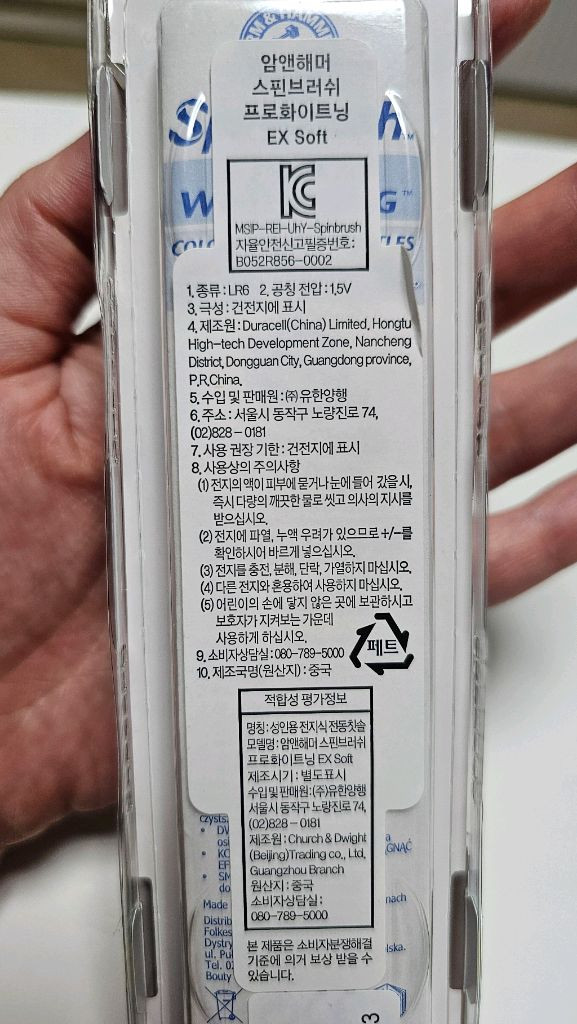 암앤해머
스핀브러쉬
프로화이트닝
EX Soft
KC
MSIP-REI-UhY-Spinbrush
자율안전신고필증번호:
B052R856-0002
1. 종류 : LR6 2. 공칭 전압 : 1.5V
3. 극성 : 건전지에 표시
4. 제조원 : Duracell(China) Limited, Hongtu
High-tech Development Zone, Nancheng
District, Dongguan City, Guangdong province,
P.R.China.
5. 수입 및 판매원 : ㈜유한양행
6. 주소 : 서울시 동작구 노량진로 74,
(02)828 – 0181
7. 사용 권장 기한 : 건전지에 표시
8. 사용상의 주의사항
(1) 전지의 액이 피부에 묻거나 눈에 들어 갔을 시,
즉시 다량의 깨끗한 물로 씻고 의사의 지시를
받으십시오.
(2) 전지에 파열, 누액 우려가 있으므로 +/–를
확인하시어 바르게 넣으십시오.
(3) 전지를 충전, 분해, 단락, 가열하지 마십시오.
(4) 다른 전지와 혼용하여 사용하지 마십시오.
(5) 어린이의 손에 닿지 않은 곳에 보관하시고
보호자가 지켜보는 가운데
사용하게 하십시오.
페트
9. 소비자상담실 : 080-789-5000
10. 제조국명(원산지) : 중국
적합성 평가정보
명칭 : 성인용 전지식 전동칫솔
모델명 : 암앤해머 스핀브러쉬
프로화이트닝 EX Soft
제조시기 : 별도표시
수입 및 판매원 : (주)유한양행
서울시 동작구 노량진로 74,
(02)828 – 0181
제조원 : Church & Dwight
(Beijing)Trading co., Ltd,
Guangzhou Branch
원산지 : 중국
소비자상담실 :
080-789-5000
본 제품은 소비자분쟁해결
기준에 의거 보상 받을 수
있습니다.
Made
Tel. 02